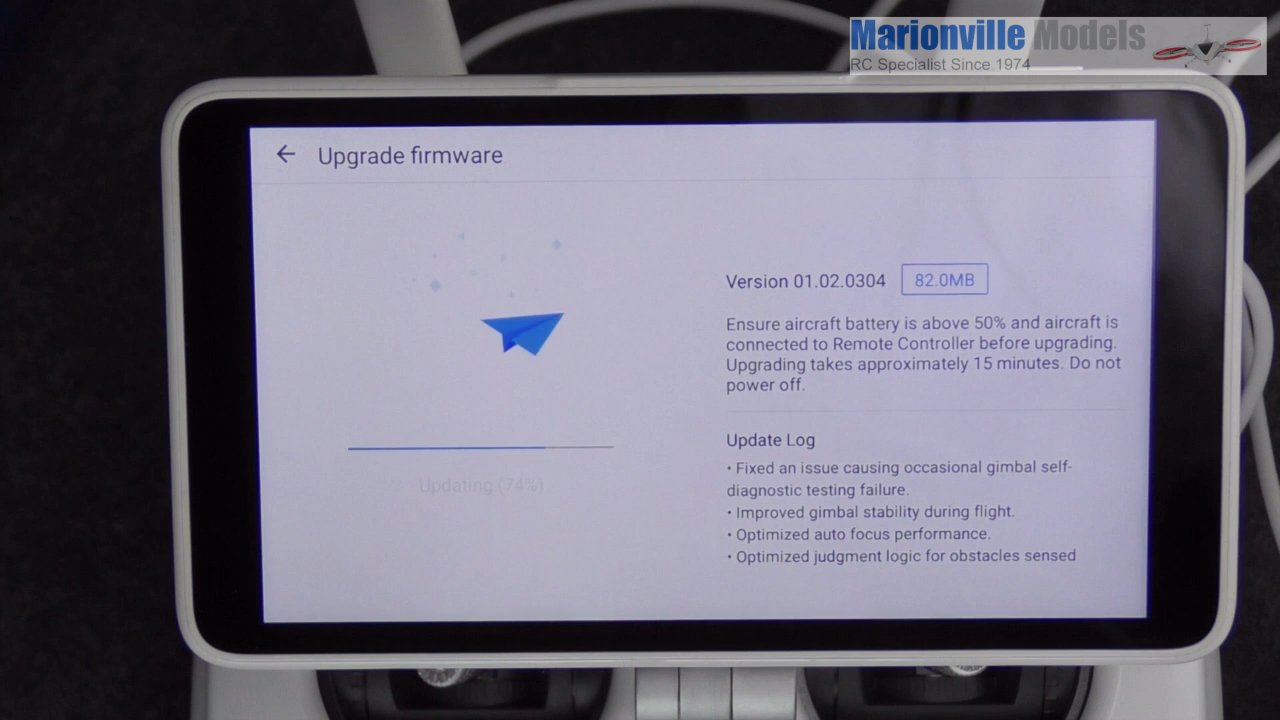 Marionville Models
RC Specialist Since 1974
Upgrade firmware
Version 01.02.0304 82.0MB
Ensure aircraft battery is above 50% and aircraft is
connected to Remote Controller before upgrading.
Upgrading takes approximately 15 minutes. Do not
power off.
Update Log
• Fixed an issue causing occasional gimbal self-
diagnostic testing failure.
• Improved gimbal stability during flight.
• Optimized auto focus performance.
• Optimized judgment logic for obstacles sensed
Updating (74%)